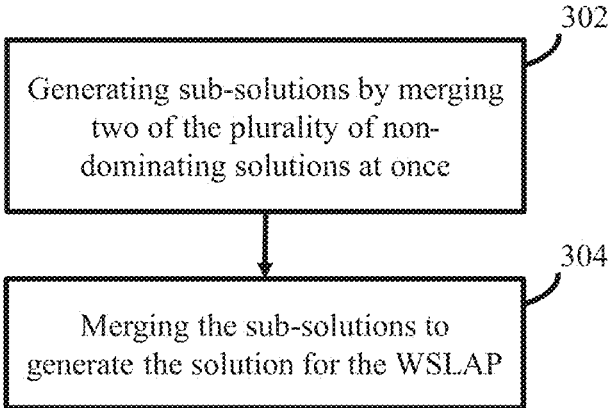 302
Generating sub-solutions by merging
two of the plurality of non-
dominating solutions at once
304
Merging the sub-solutions to
generate the solution for the WSLAP